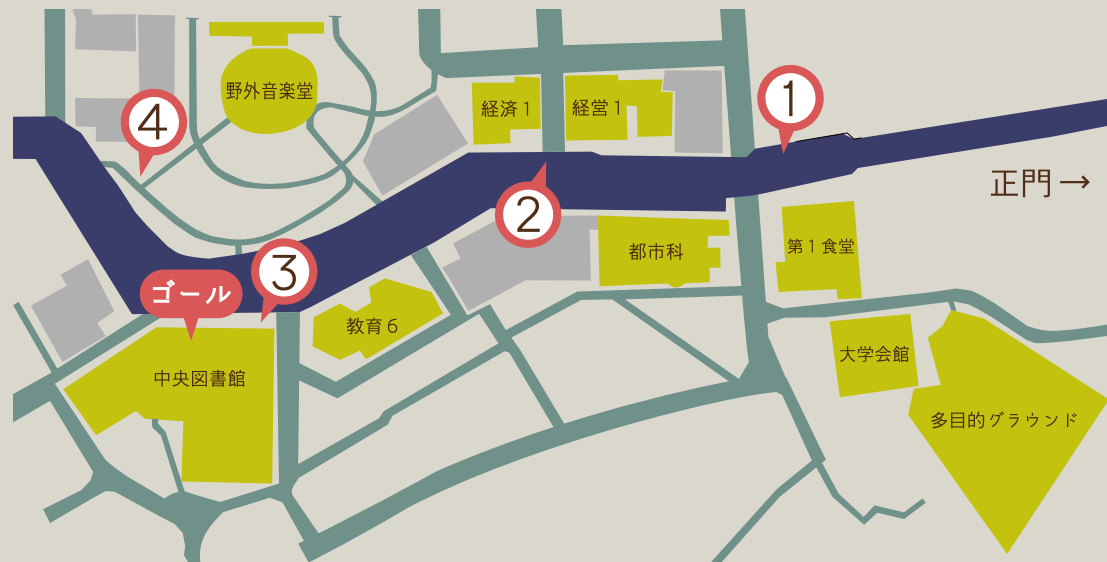 野外音楽堂
経済1
経営1
1
4
正門→
2
都市科
第1食堂
3
ゴール
教育6
大学会館
中央図書館
多目的グラウンド